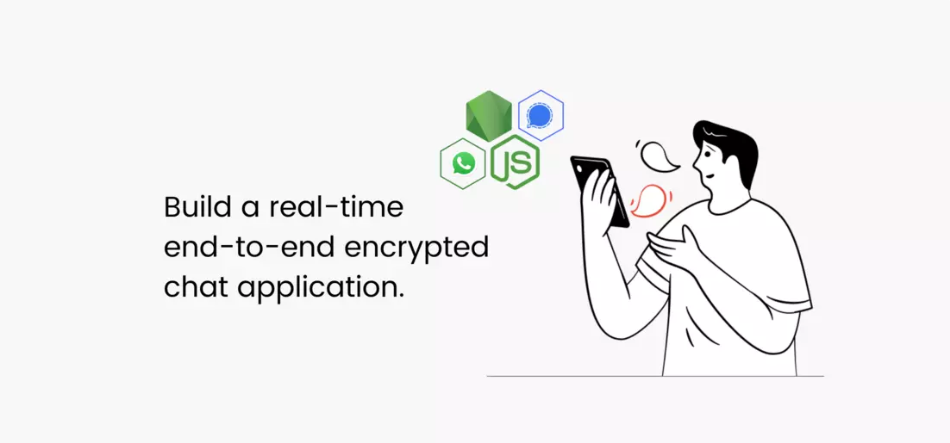 JS
Build a real-time
end-to-end encrypted
chat application.